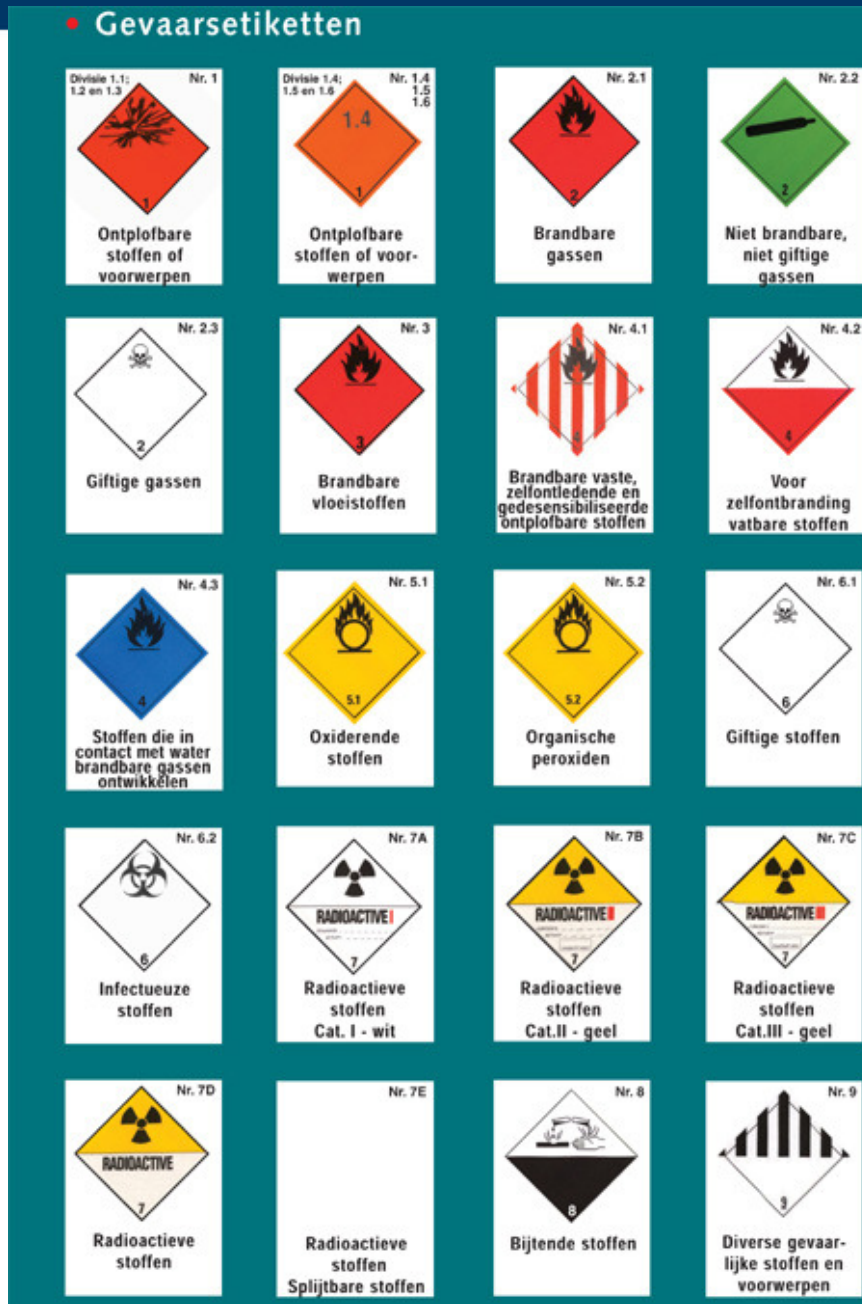 • Gevaarsetiketten
Divisie 1.1;
1.2 en 1.3
Nr. 1
1
Ontplofbare
stoffen of
voorwerpen
Divisie 1.4;
1.5 en 1.6
Nr. 1.4
1.5
1.6
1.4
1
Ontplofbare
stoffen of voor-
werpen
Nr. 2.1
2
Brandbare
gassen
Nr. 2.2
2
Niet brandbare,
niet giftige
gassen
Nr. 2.3
2
Giftige gassen
Nr. 3
3
Brandbare
vloeistoffen
Nr. 4.1
4
Brandbare vaste,
zelfontledende en
gedesensibiliseerde
ontplofbare stoffen
Nr. 4.2
4
Voor
zelfontbranding
vatbare stoffen
Nr. 4.3
4
Stoffen die in
contact met water
brandbare gassen
ontwikkelen
Nr. 5.1
5.1
Oxiderende
stoffen
Nr. 5.2
5.2
Organische
peroxiden
Nr. 6.1
6
Giftige stoffen
Nr. 6.2
6
Infectueuze
stoffen
Nr. 7A
RADIOACTIVE I
7
Radioactieve
stoffen
Cat. I - wit
Nr. 7B
RADIOACTIVE II
7
Radioactieve
stoffen
Cat.II - geel
Nr. 7C
RADIOACTIVE III
7
Radioactieve
stoffen
Cat.III - geel
Nr. 7D
RADIOACTIVE
7
Radioactieve
stoffen
Nr. 7E
Radioactieve
stoffen
Splijtbare stoffen
Nr. 8
8
Bijtende stoffen
Nr. 9
9
Diverse gevaar-
lijke stoffen en
voorwerpen